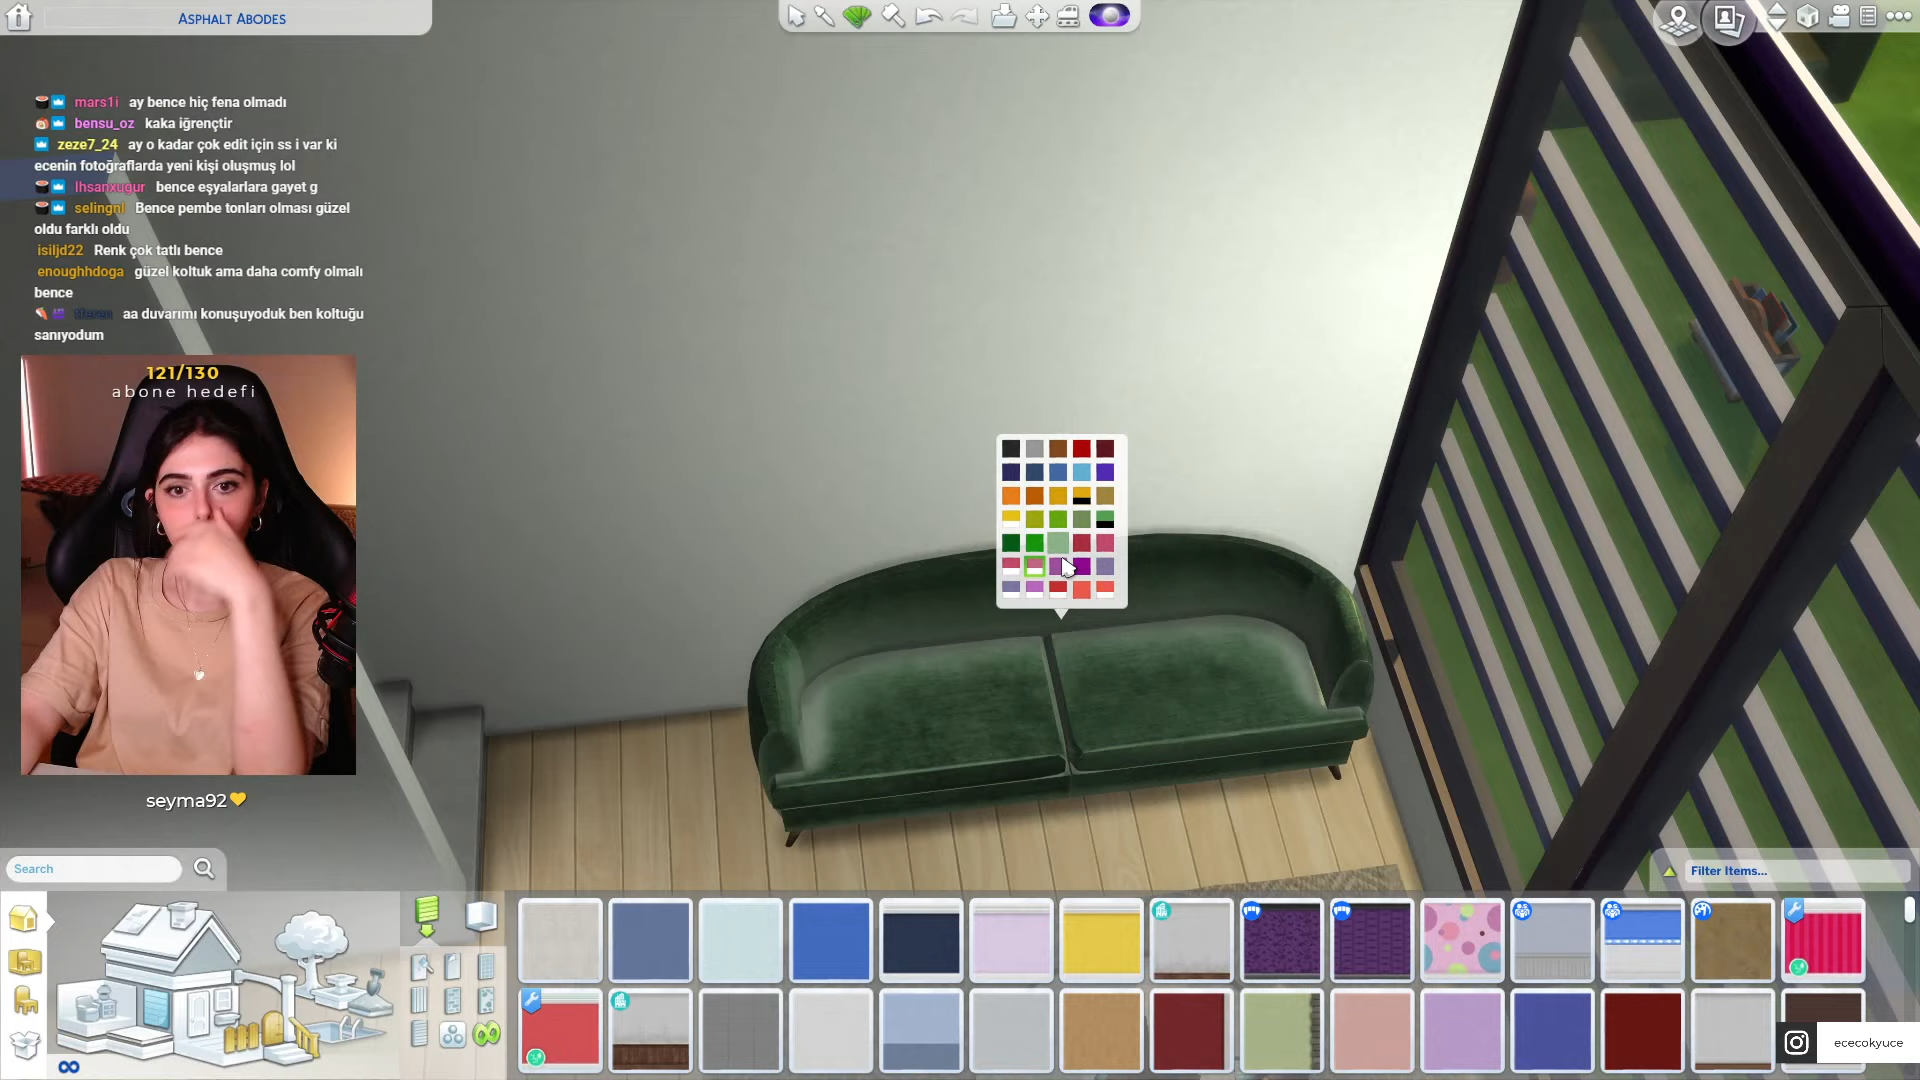 ASPHALT ABODES
mars1i ay bence hiç fena olmadı
bensu_oz kaka iğrençtir
zeze7_24 ay o kadar çok edit için ss i var ki
ecenin fotoğraflarda yeni kişi oluşmuş lol
lhsanxugur bence eşyalarlara gayet g
selingnl Bence pembe tonları olması güzel
oldu farklı oldu
isiljd22 Renk çok tatlı bence
enoughhdoga güzel koltuk ama daha comfy olmalı
bence
aa duvarımı konuşuyoduk ben koltuğu
sanıyodum
121/130
abone hedefi
seyma92
Search
Filter Items...
ececokyuce